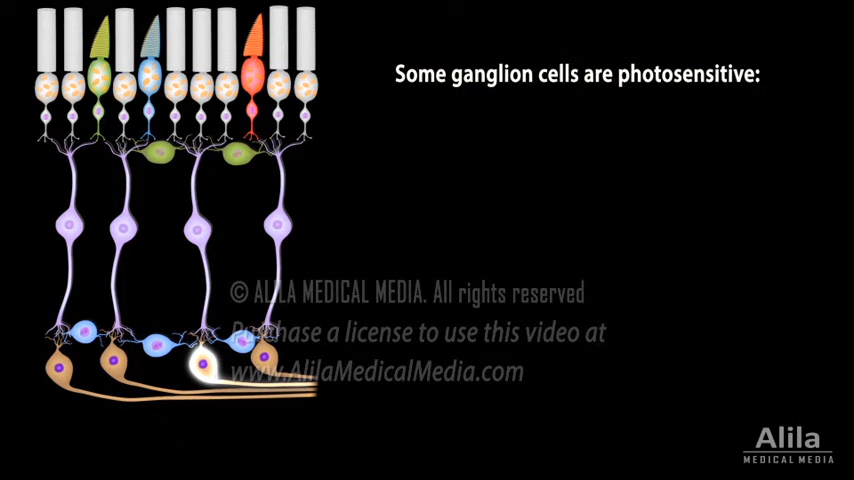 Some ganglion cells are photosensitive:
© ALILA MEDICAL MEDIA. All rights reserved
Purchase a license to use this video at
www.AlilaMedicalMedia.com
Alila
MEDICAL MEDIA